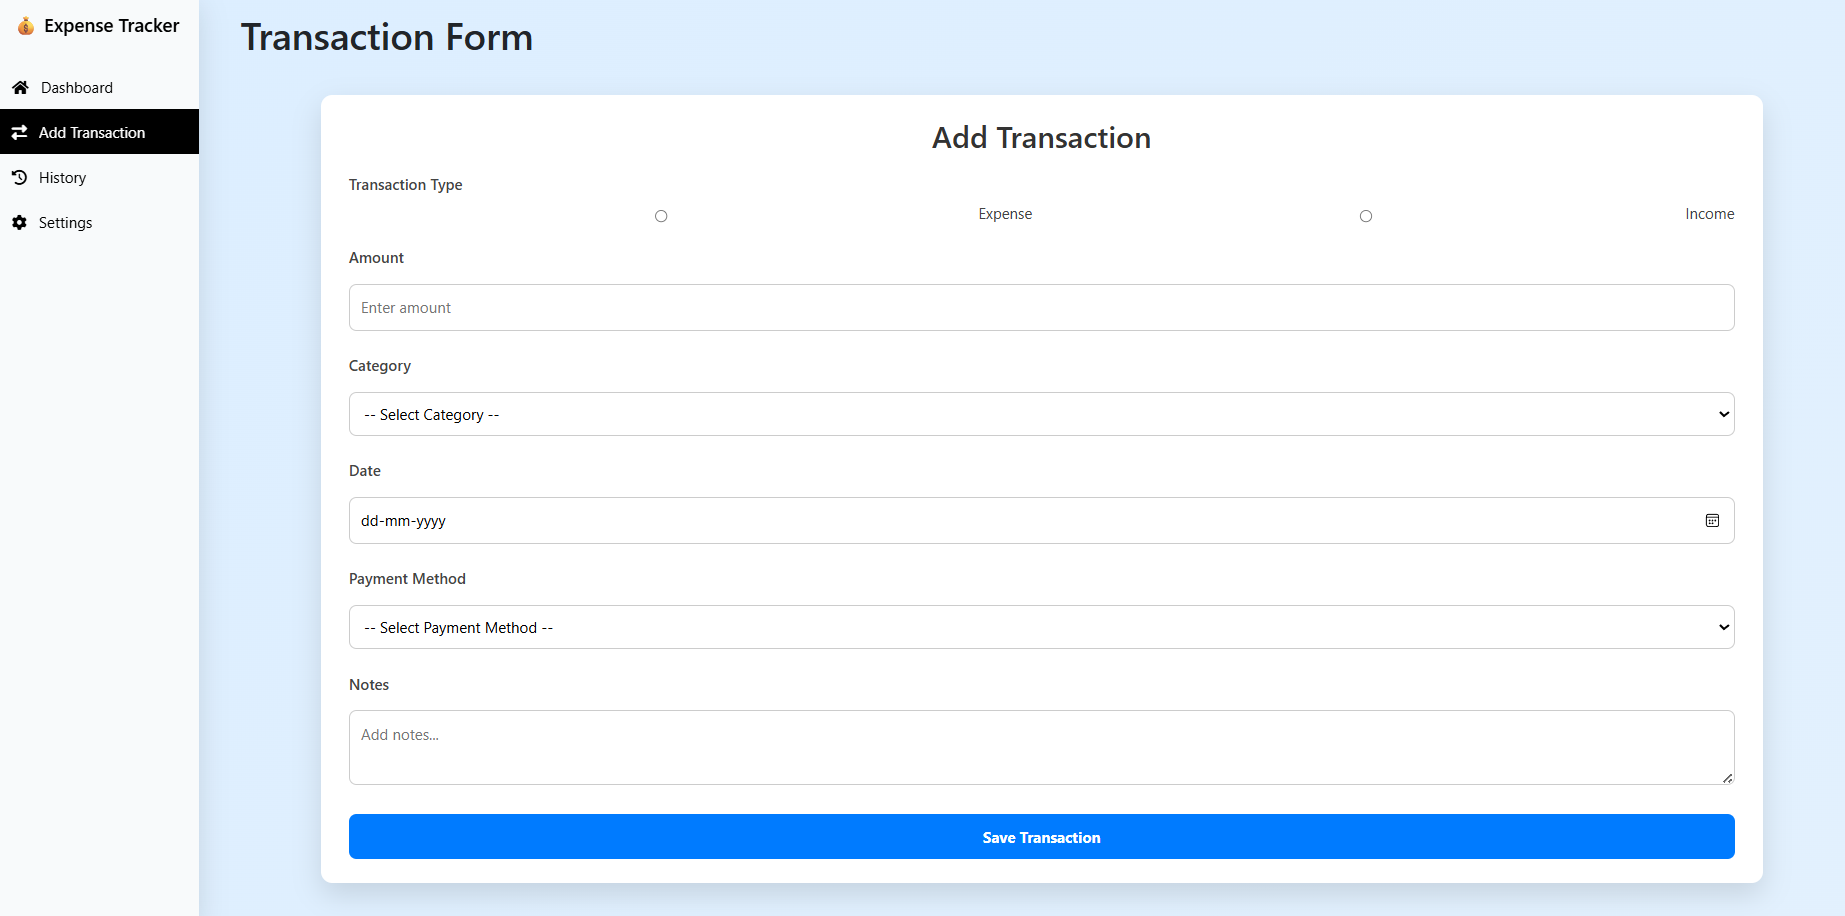 Expense Tracker
Dashboard
Add Transaction
History
Settings
Transaction Form
Add Transaction
Transaction Type
Expense Income
Amount
Enter amount
Category
-- Select Category --
Date
dd-mm-yyyy
Payment Method
-- Select Payment Method --
Notes
Add notes...
Save Transaction